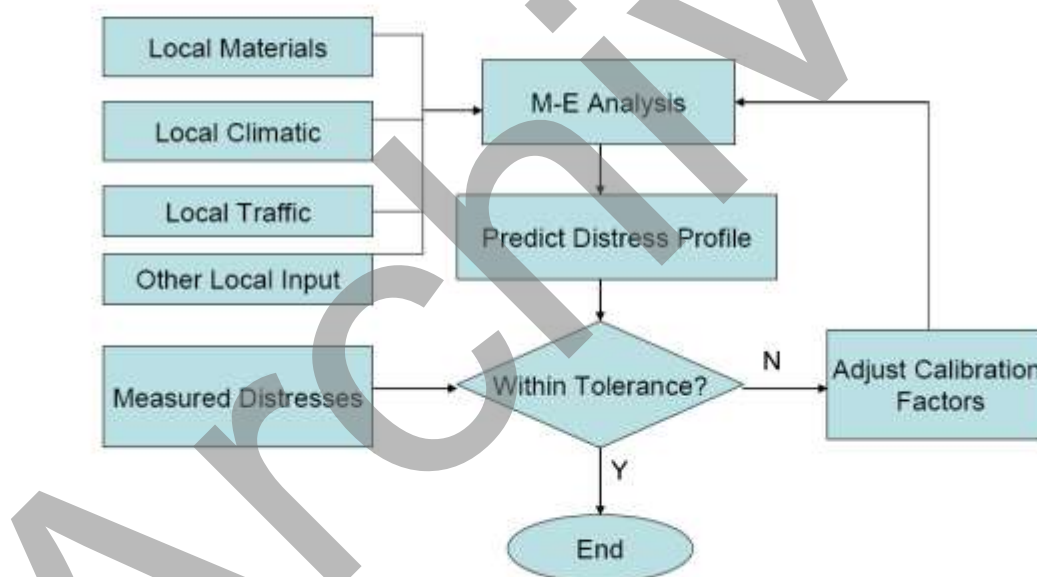 Local Materials
Local Climatic
Local Traffic
Other Local Input
Measured Distresses
M-E Analysis
Predict Distress Profile
Within Tolerance?
N
Adjust Calibration
Factors
Y
End
Archiv